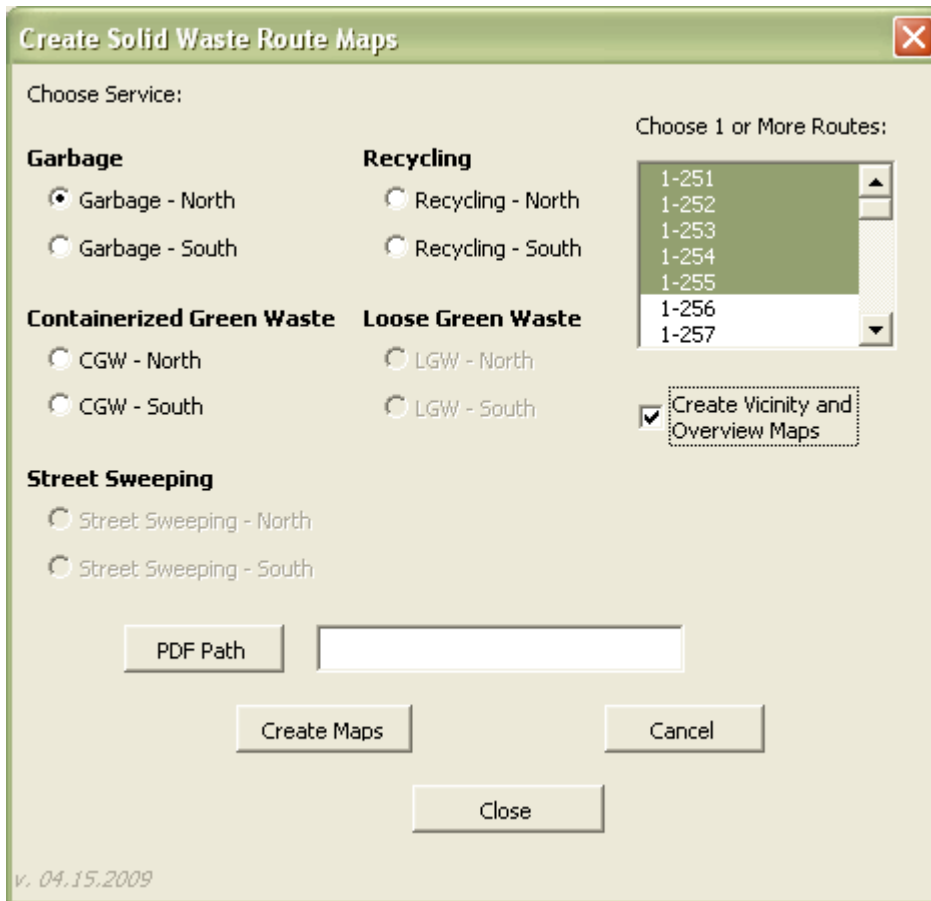 Create Solid Waste Route Maps
Choose Service:
Choose 1 or More Routes:
Garbage
Garbage - North
Garbage - South
Recycling
Recycling - North
Recycling - South
1-251
1-252
1-253
1-254
1-255
1-256
1-257
Containerized Green Waste
CGW - North
CGW - South
Loose Green Waste
LGW - North
LGW - South
Create Vicinity and
Overview Maps
Street Sweeping
Street Sweeping - North
Street Sweeping - South
PDF Path
Create Maps
Cancel
Close
v. 04.15.2009